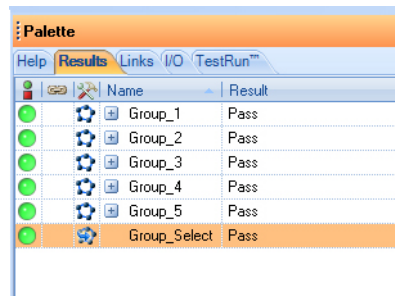 Palette
Help Results Links I/O TestRun™
Name Result
Group_1 Pass
Group_2 Pass
Group_3 Pass
Group_4 Pass
Group_5 Pass
Group_Select Pass